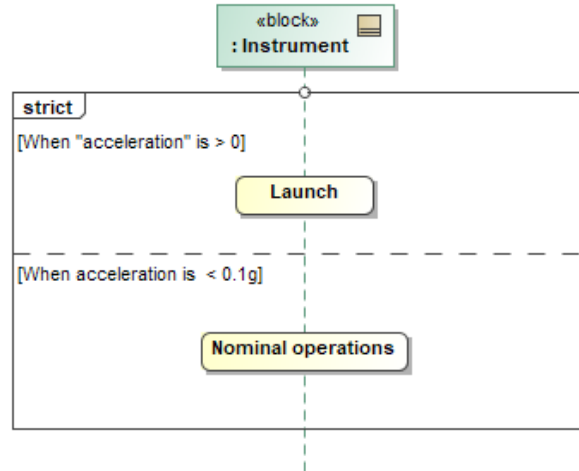 «block»
: Instrument
strict
[When "acceleration" is > 0]
Launch
[When acceleration is  < 0.1g]
Nominal operations